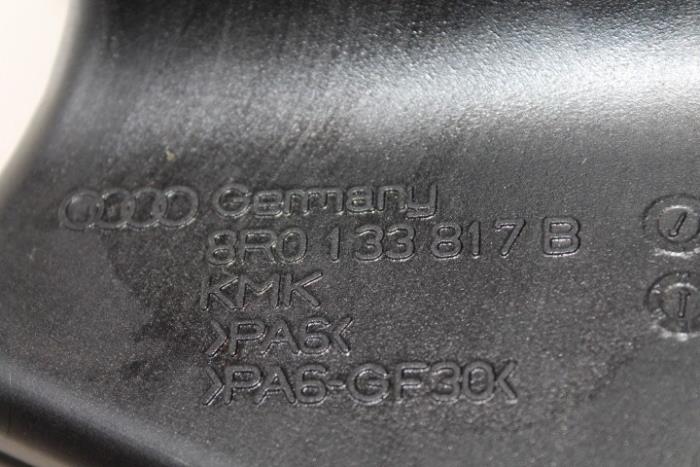 Germany
8R0 133 817 B
KMK
>PA6<
>PA6-GF30<